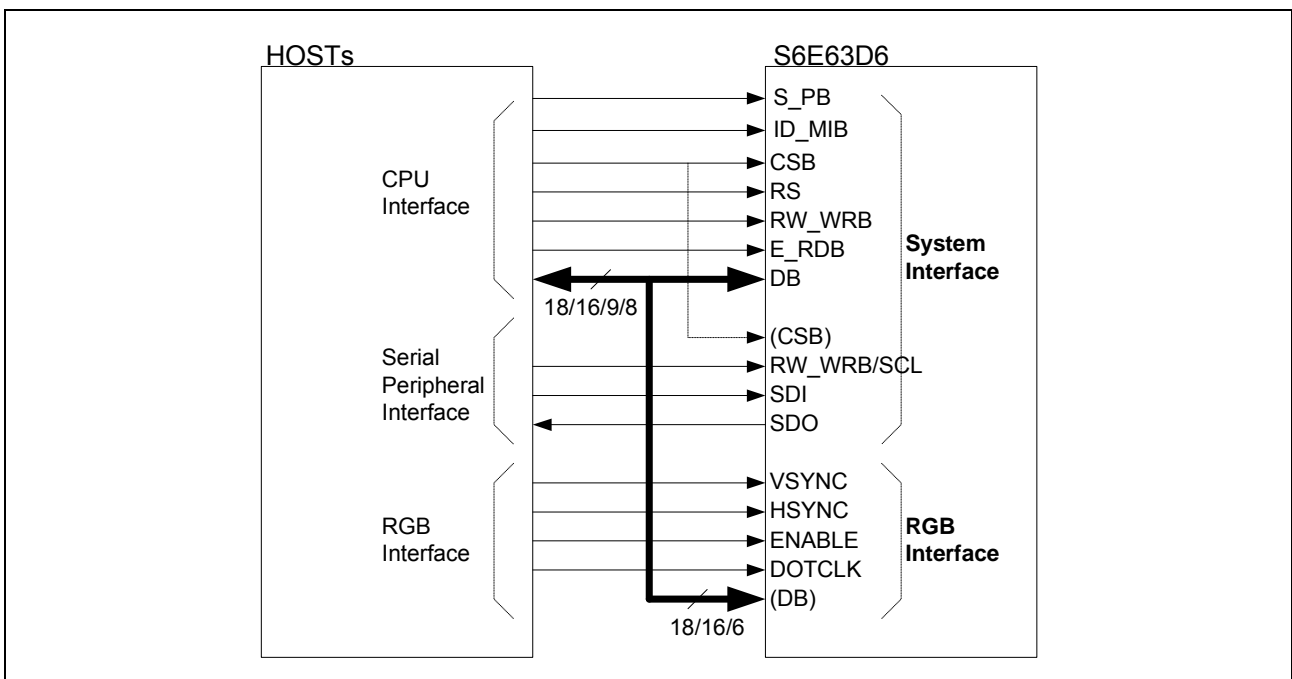 HOSTs
S6E63D6
CPU
Interface
S_PB
ID_MIB
CSB
RS
RW_WRB
E_RDB
DB
18/16/9/8
System
Interface
Serial
Peripheral
Interface
(CSB)
RW_WRB/SCL
SDI
SDO
RGB
Interface
VSYNC
HSYNC
ENABLE
DOTCLK
(DB)
18/16/6
RGB
Interface